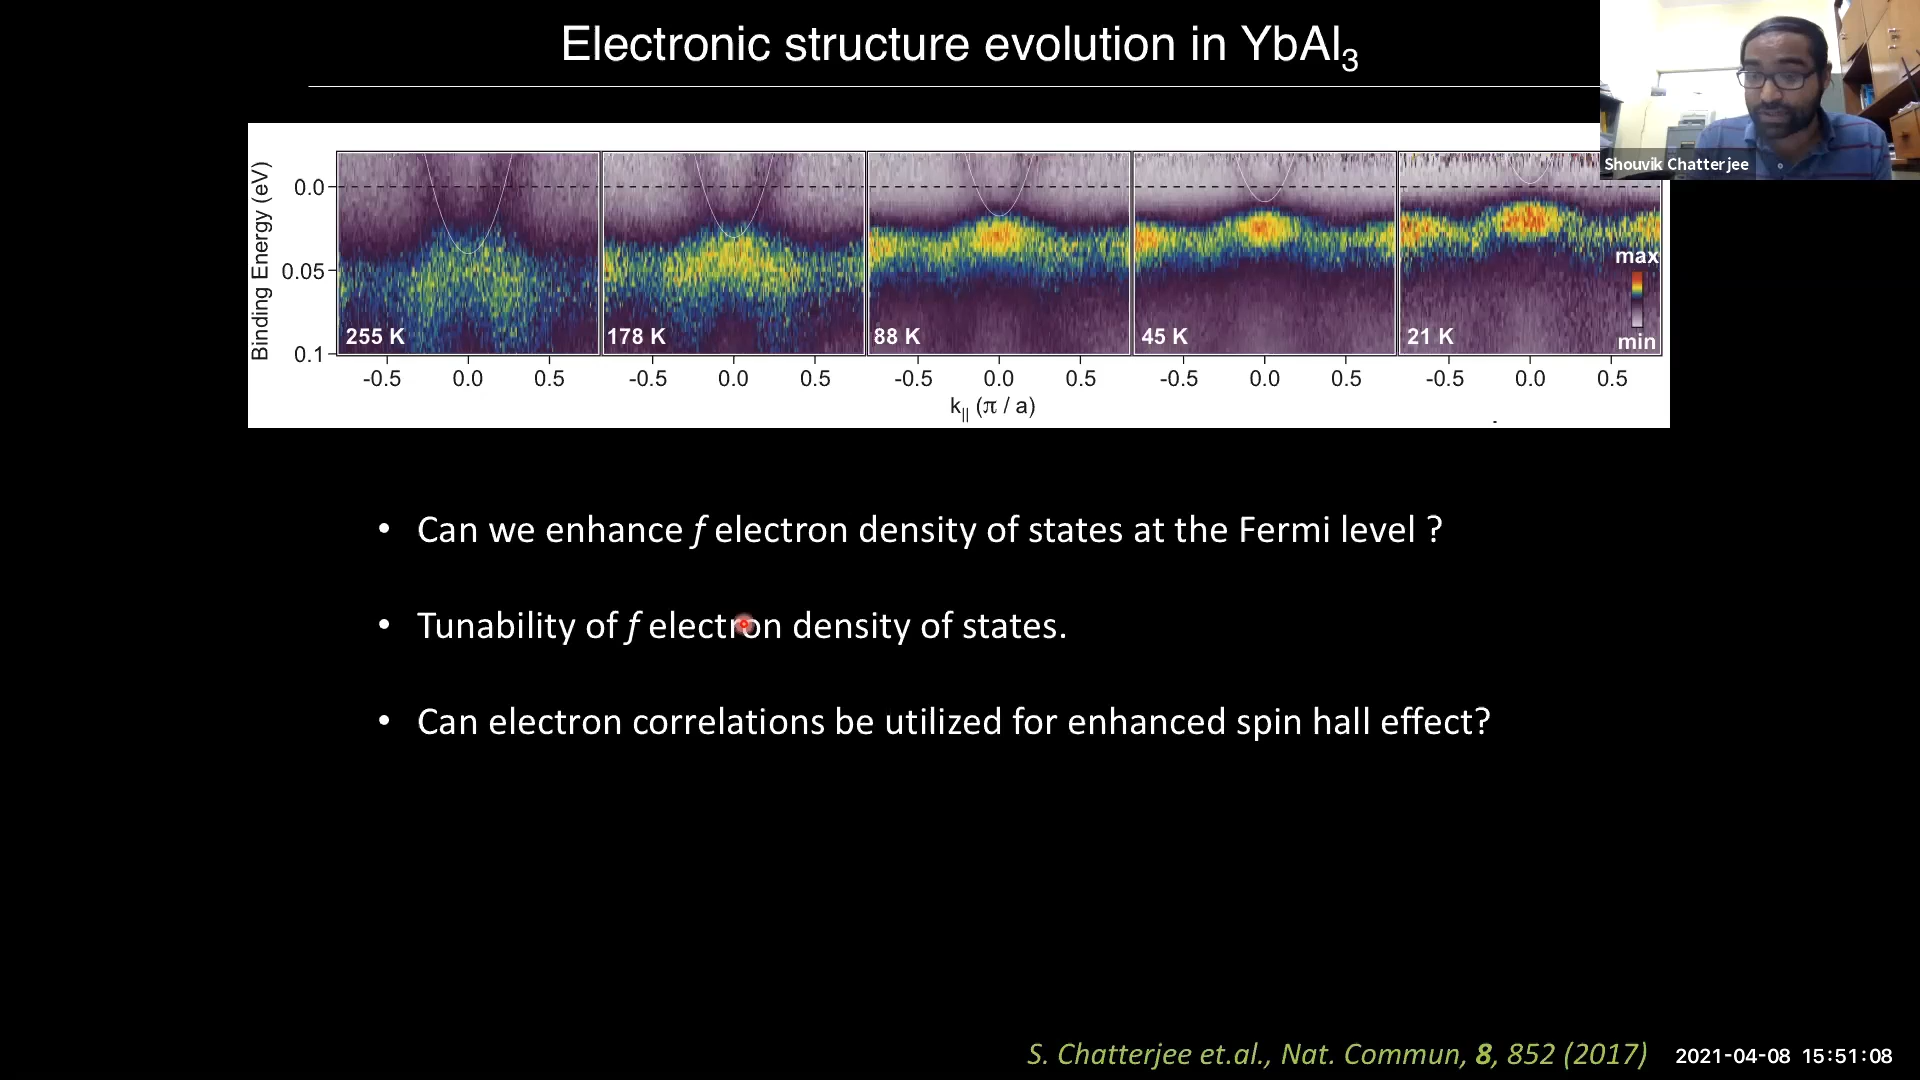 Electronic structure evolution in YbAl3
Shouvik Chatterjee
Binding Energy (eV)
0.0
0.05
0.1
255 K
178 K
88 K
45 K
21 K
max
min
-0.5 0.0 0.5 -0.5 0.0 0.5 -0.5 0.0 0.5 -0.5 0.0 0.5 -0.5 0.0 0.5
k|| (π / a)
• Can we enhance f electron density of states at the Fermi level ?
• Tunability of f electron density of states.
• Can electron correlations be utilized for enhanced spin hall effect?
S. Chatterjee et.al., Nat. Commun, 8, 852 (2017)
2021-04-08 15:51:08